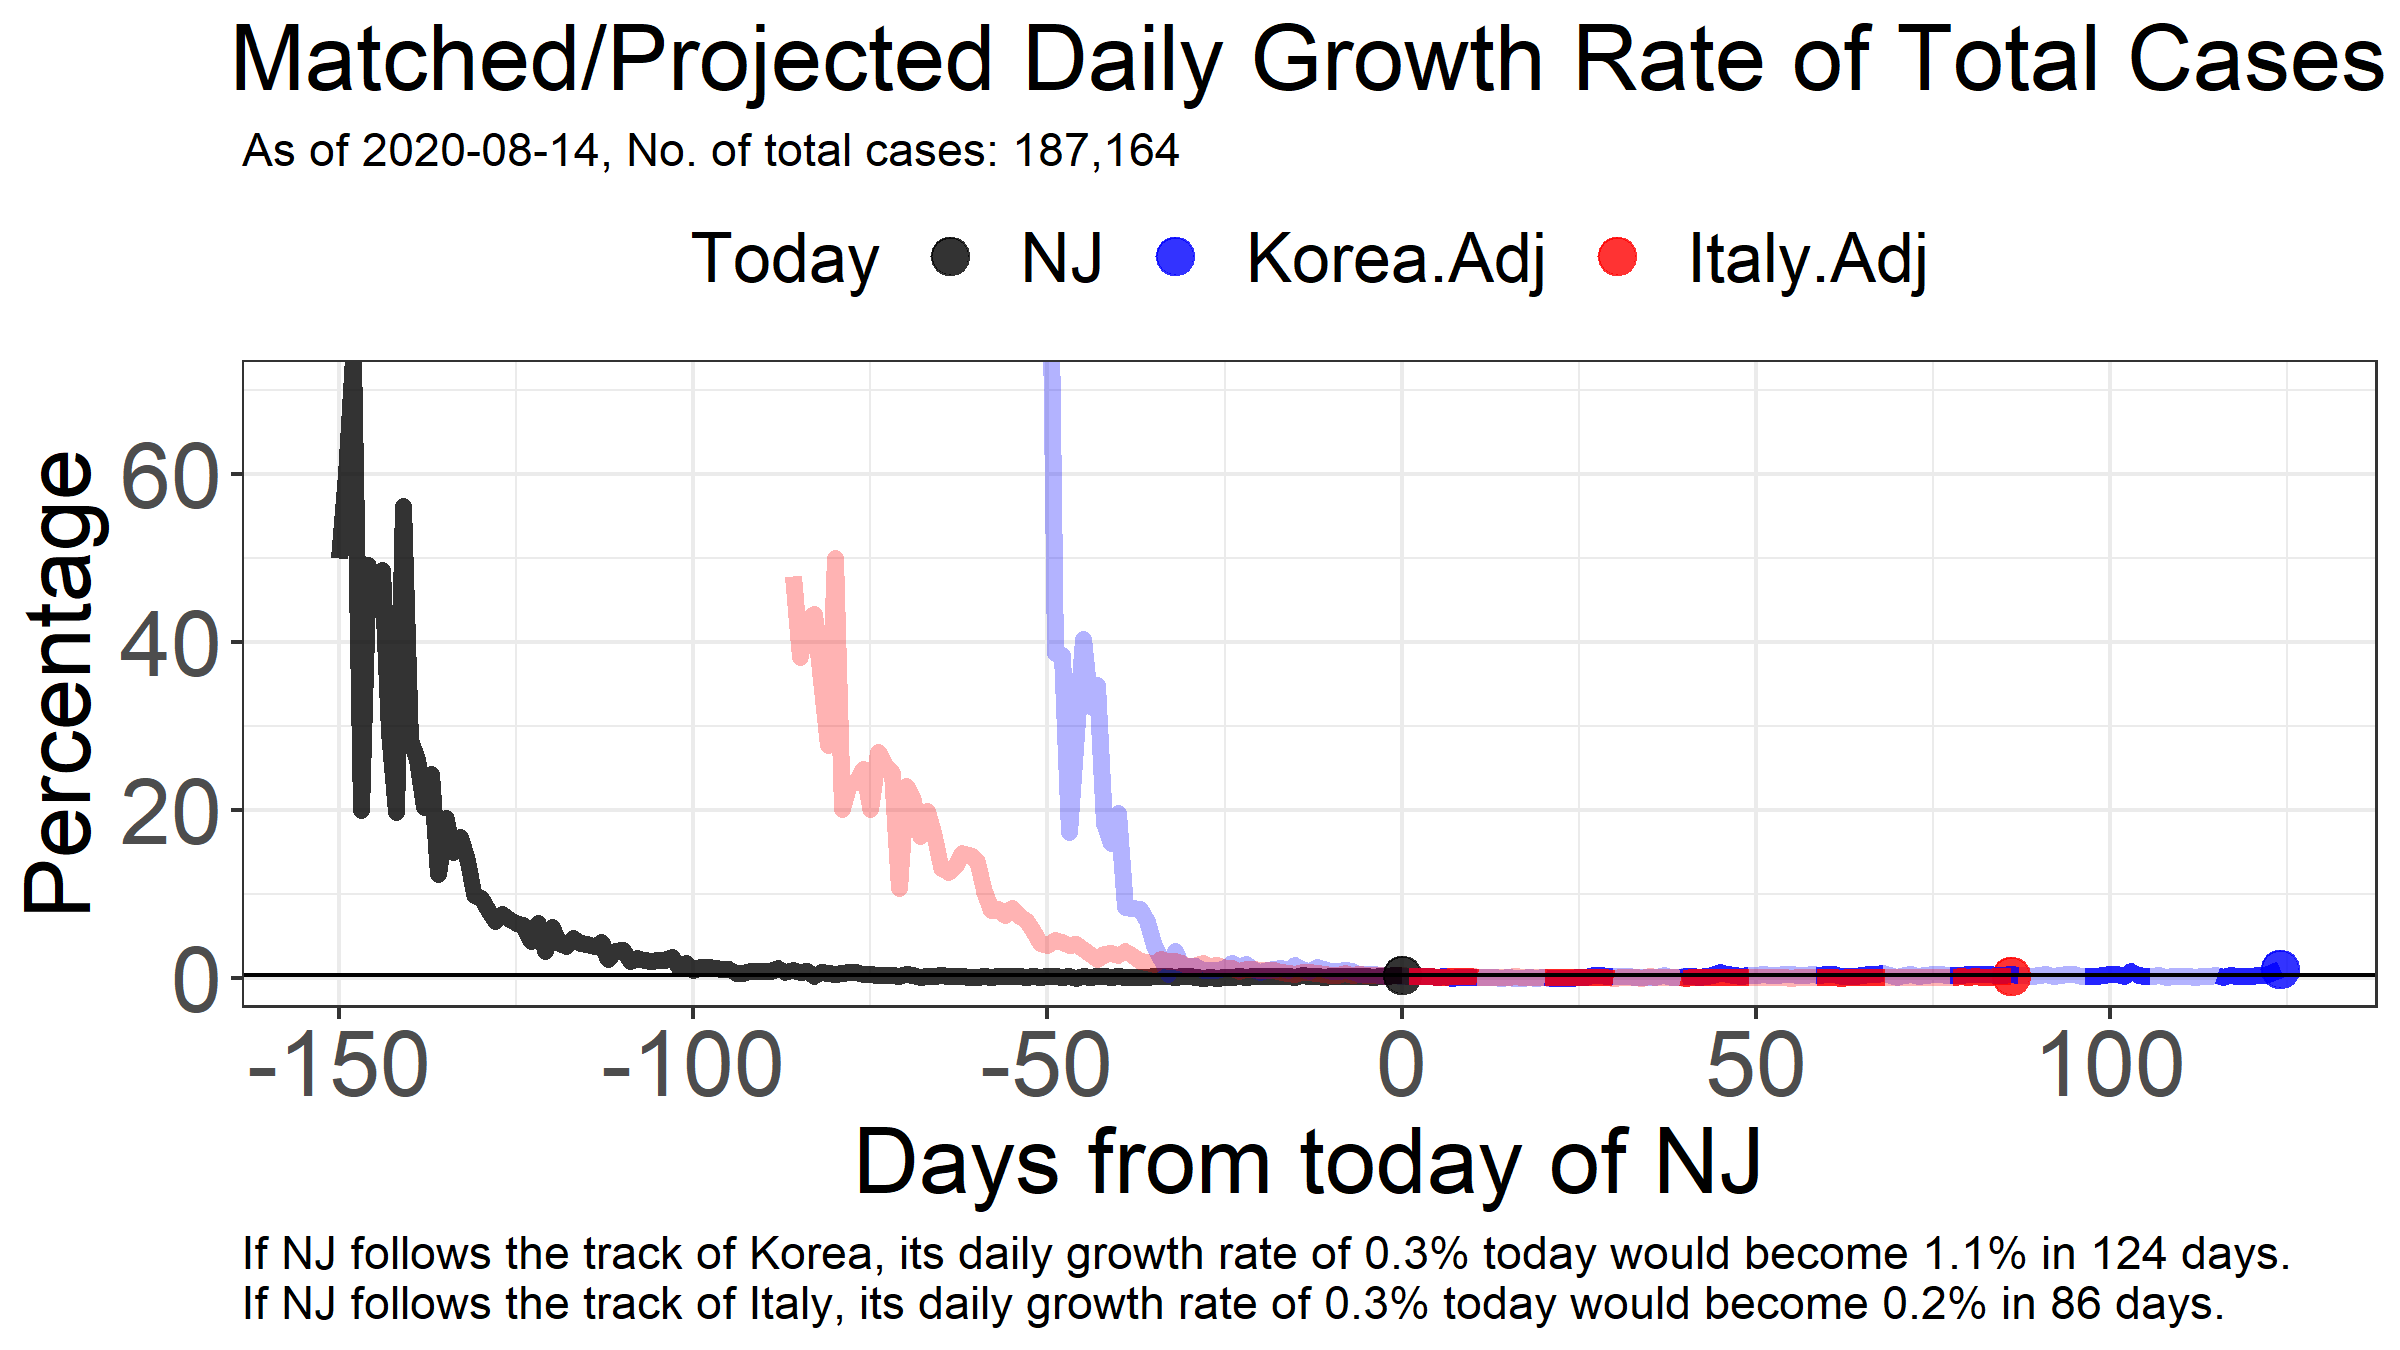 Matched/Projected Daily Growth Rate of Total Cases
As of 2020-08-14, No. of total cases: 187,164
Today NJ Korea.Adj Italy.Adj
Percentage
60
40
20
0
-150 -100 -50 0 50 100
Days from today of NJ
If NJ follows the track of Korea, its daily growth rate of 0.3% today would become 1.1% in 124 days.
If NJ follows the track of Italy, its daily growth rate of 0.3% today would become 0.2% in 86 days.